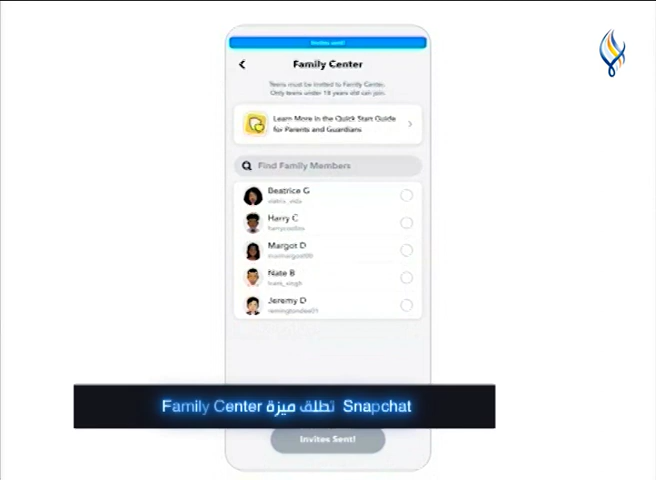 Invites sent!
Family Center
Teens must be invited to Family Center.
Only teens under 18 years old can join.
Learn More in the Quick Start Guide
for Parents and Guardians
Find Family Members
Beatrice G
Harry C
harrycodlins
Margot D
Nate B
Jeremy D
remingtondee01
Snapchat تطلق ميزة Family Center
Invites Sent!